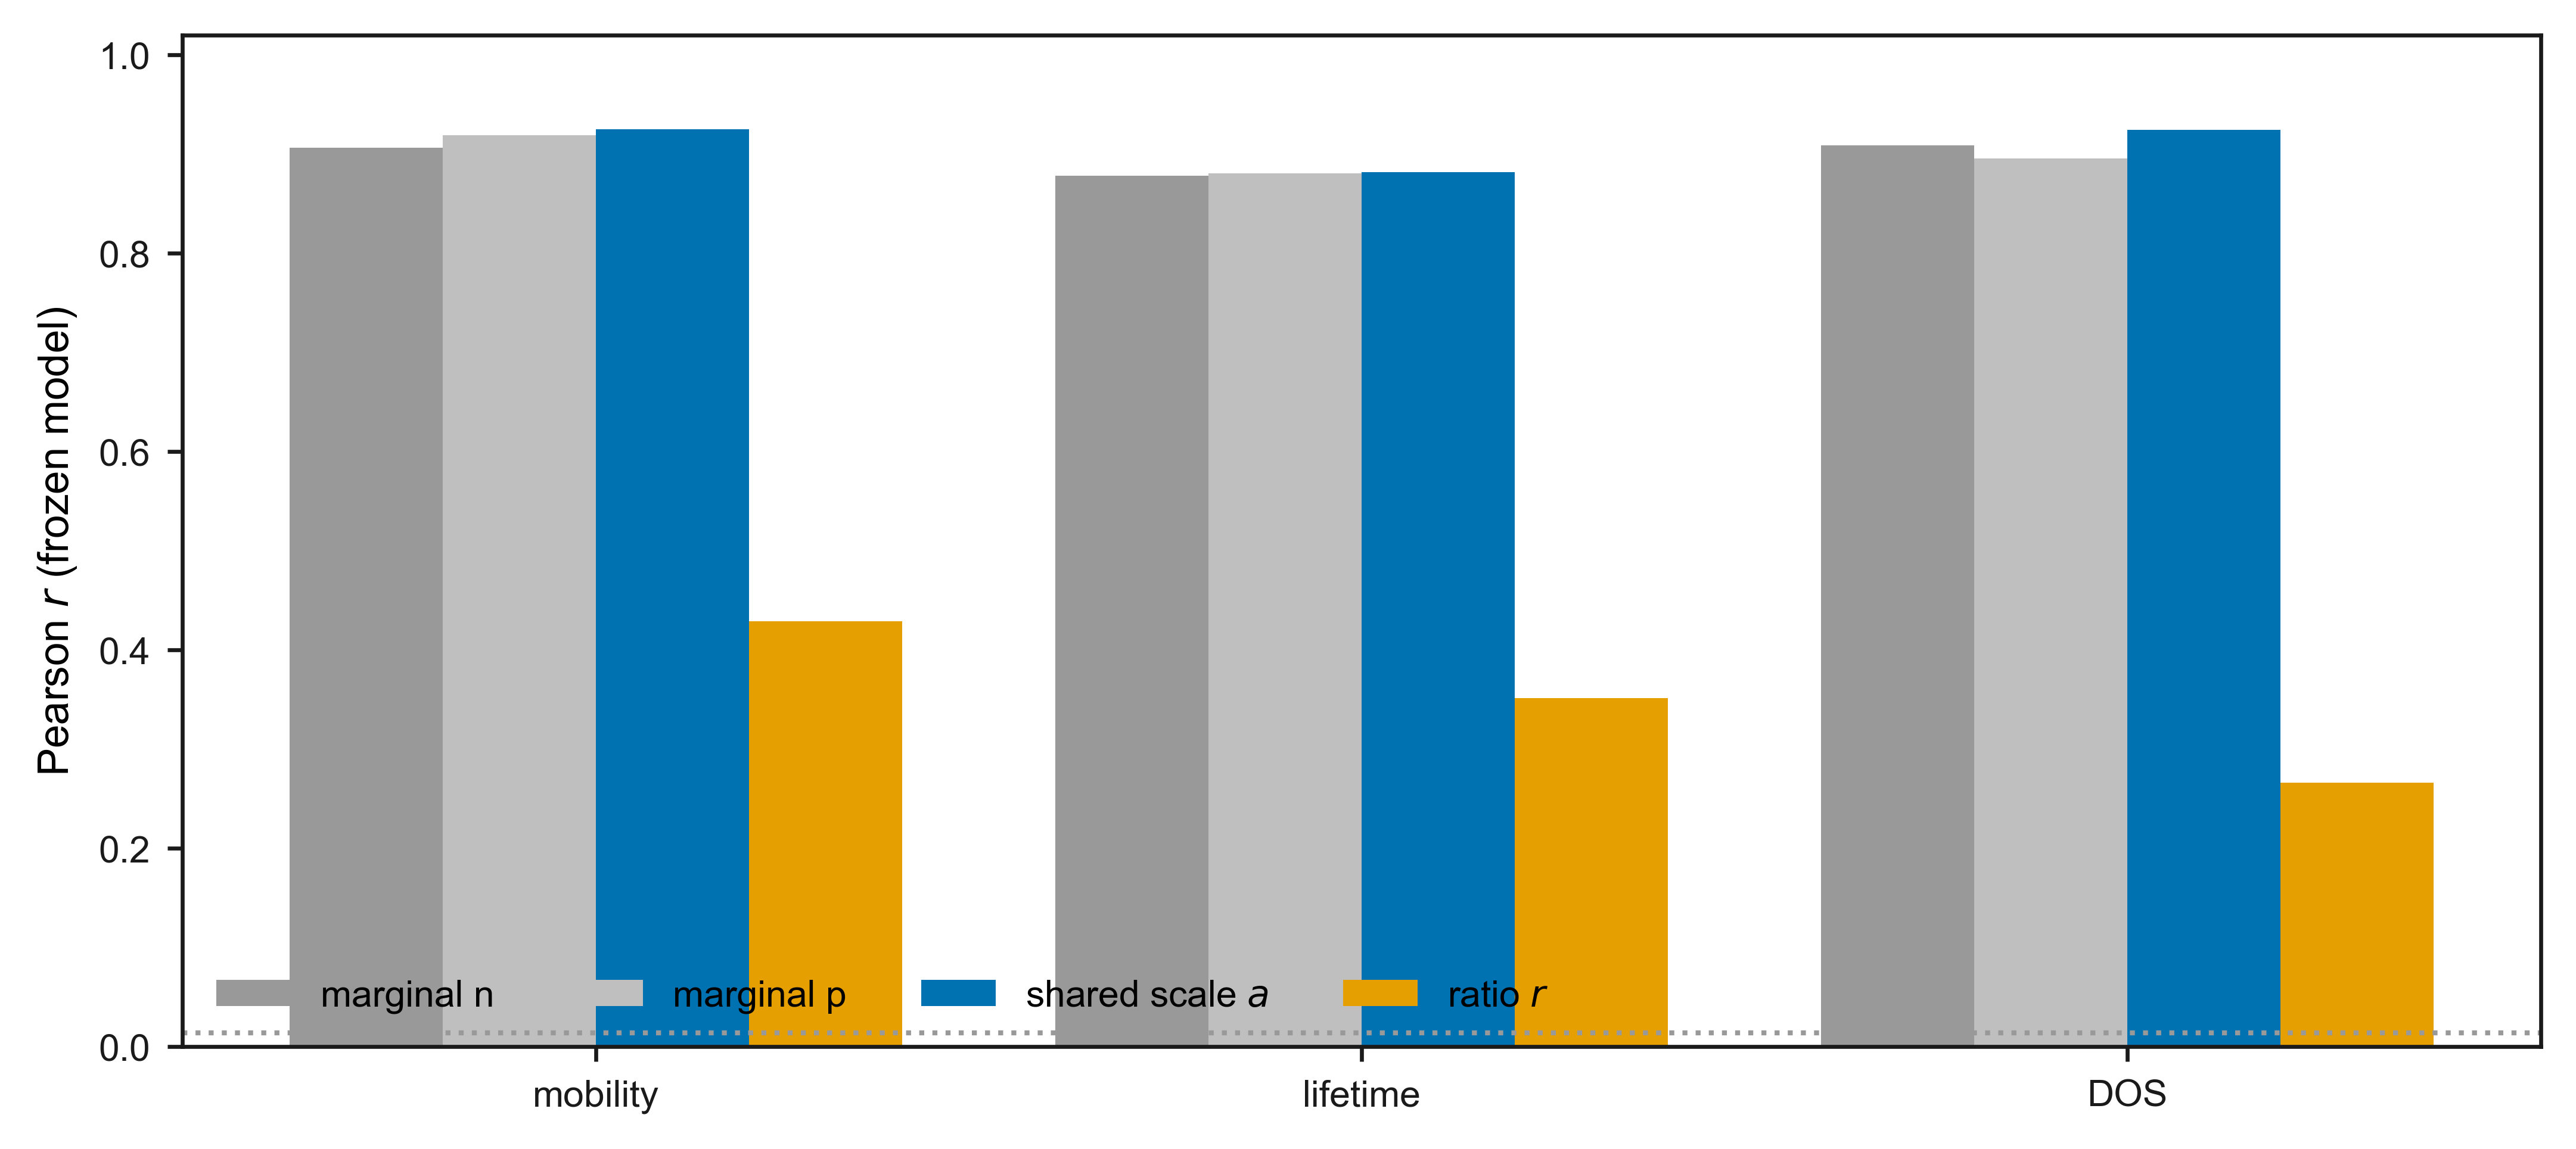 Pearson r (frozen model)
1.0
0.8
0.6
0.4
0.2
0.0
marginal n
marginal p
shared scale a
ratio r
mobility
lifetime
DOS